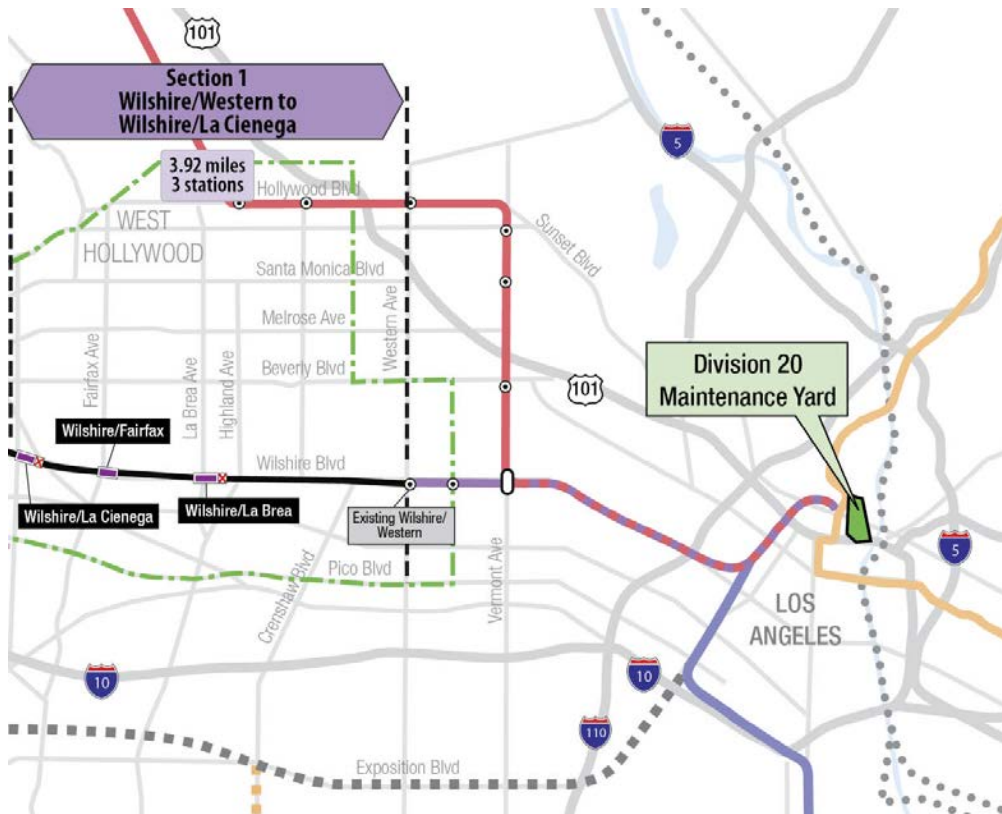 101
Section 1
Wilshire/Western to
Wilshire/La Cienega
3.92 miles
3 stations
Hollywood Blvd
WEST
HOLLYWOOD
Sunset Blvd
5
Santa Monica Blvd
Western Ave
Melrose Ave
Fairfax Ave
La Brea Ave
Highland Ave
Beverly Blvd
101
Division 20
Maintenance Yard
Wilshire/Fairfax
Wilshire Blvd
Wilshire/La Cienega
Wilshire/La Brea
Existing Wilshire/
Western
5
Pico Blvd
Crenshaw Blvd
Vermont Ave
LOS
ANGELES
10
10
110
Exposition Blvd